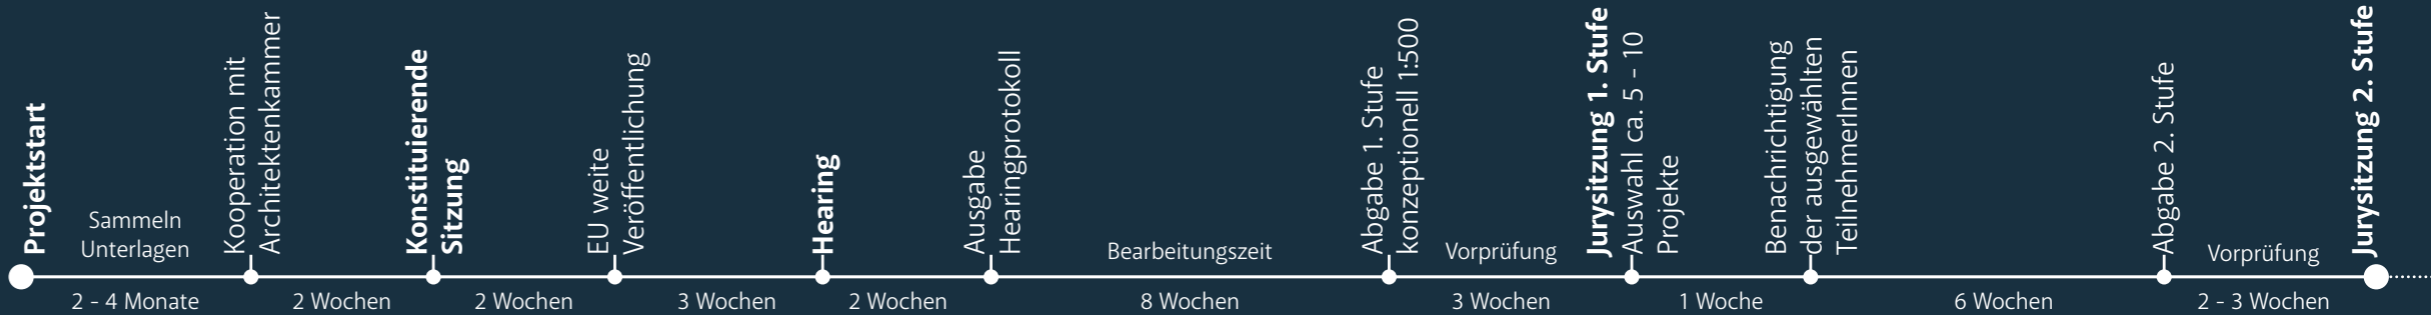 Projektstart
Sammeln
Unterlagen
2 - 4 Monate
Kooperation mit
Architektenkammer
2 Wochen
Konstituierende
Sitzung
2 Wochen
EU weite
Veröffentlichung
3 Wochen
Hearing
2 Wochen
Ausgabe
Hearingprotokoll
Bearbeitungszeit
8 Wochen
Abgabe 1. Stufe
konzeptionell 1:500
Vorprüfung
3 Wochen
Jurysitzung 1. Stufe
Auswahl ca. 5 - 10
Projekte
1 Woche
Benachrichtigung
der ausgewählten
TeilnehmerInnen
6 Wochen
Abgabe 2. Stufe
Vorprüfung
2 - 3 Wochen
Jurysitzung 2. Stufe